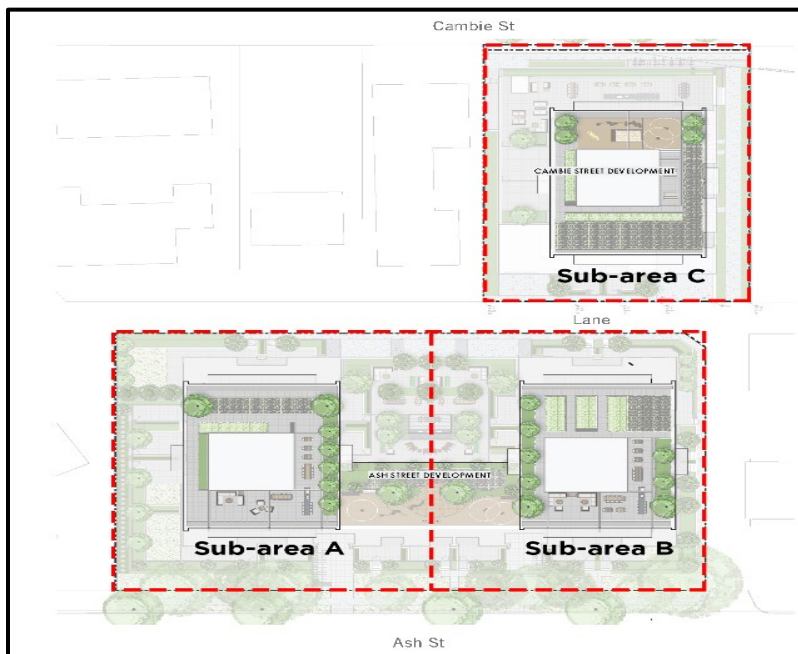 Cambie St
CAMBIE STREET DEVELOPMENT
Sub-area C
Lane
ASH STREET DEVELOPMENT
Sub-area A
Sub-area B
Ash St